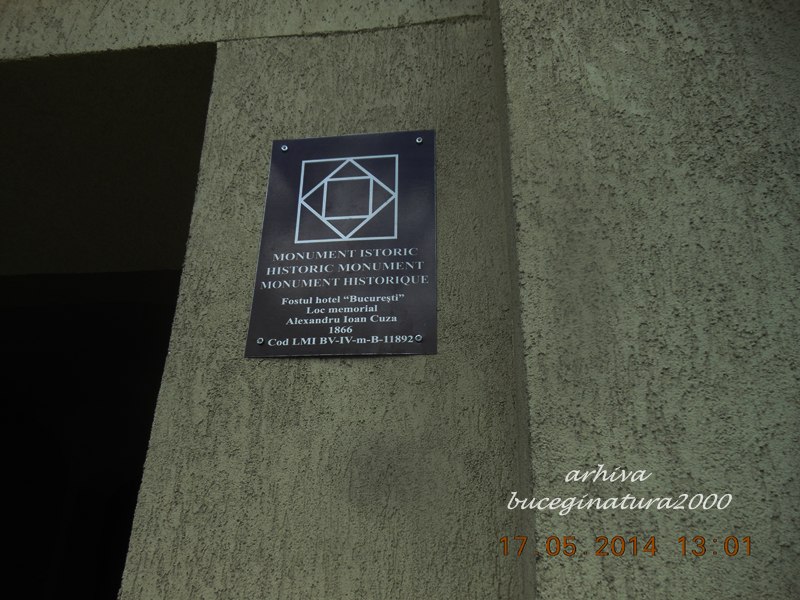 MONUMENT ISTORIC
HISTORIC MONUMENT
MONUMENT HISTORIQUE
Fostul hotel “București”
Loc memorial
Alexandru Ioan Cuza
1866
Cod LMI BV-IV-m-B-11892
arhiva
buceginatura2000
17 05 2014 13:01